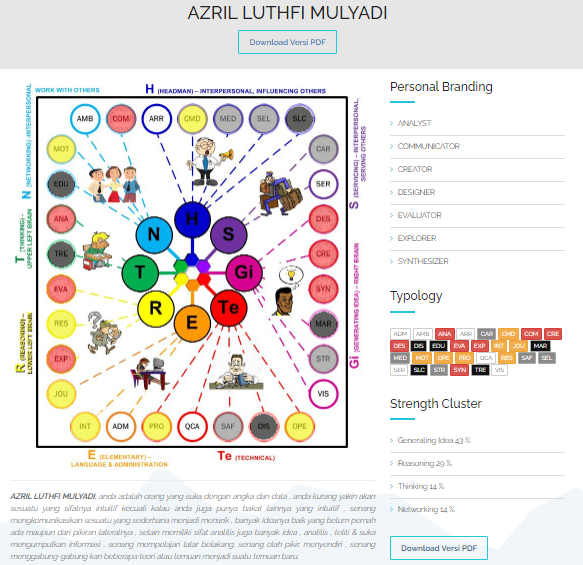 AZRIL LUTHFI MULYADI
Download Versi PDF
WORK WITH OTHERS
H (HEADMAN) – INTERPERSONAL, INFLUENCING OTHERS
N (NETWORKING) -INTERPERSONAL
T (THINKING) -
UPPER LEFT BRAIN
R (REASONING) -
LOWER LEFT BRAIN
S (SERVICING) – INTERPERSONAL,
SERVING OTHERS
Gi (GENERATING IDEA) – RIGHT BRAIN
AMB COM ARR CMD MED SEL SLC
MOT CAR
EDU SER
ANA DES
TRE CRE
EVA SYN
RES MAR
EXP STR
JOU VIS
INT ADM PRO QCA SAF DIS OPE
H
N S
T Gi
R Te
E
E (ELEMENTARY) –
LANGUAGE & ADMINISTRATION
Te (TECHNICAL)
AZRIL LUTHFI MULYADI, anda adalah orang yang suka dengan angka dan data , anda kurang yakin akan
sesuatu yang sifatnya intuitif kecuali kalau anda juga punya bakat lainnya yang intuitif , senang
mengkomunikasikan sesuatu yang sederhana menjadi menarik , banyak ideanya baik yang belum pernah
ada maupun dari pikiran lateralnya , selain memiliki sifat analitis juga banyak idea , analitis , teliti & suka
mengumpulkan informasi , senang mempelajari latar belakang, senang olah pikir, menyendiri , senang
menggabung-gabung kan beberapa teori atau temuan menjadi suatu temuan baru
Personal Branding
ANALYST
COMMUNICATOR
CREATOR
DESIGNER
EVALUATOR
EXPLORER
SYNTHESIZER
Typology
ADM AMB ANA ARR CAR CMD COM CRE
DES DIS EDU EVA EXP INT JOU MAR
MED MOT OPE PRO QCA RES SAF SEL
SER SLC STR SYN TRE VIS
Strength Cluster
Generating Idea 43 %
Reasoning 29 %
Thinking 14 %
Networking 14 %
Download Versi PDF